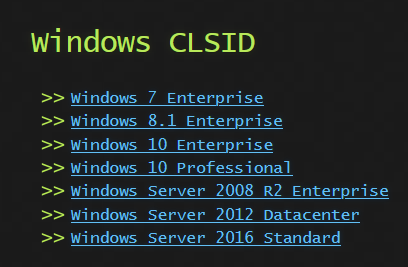 Windows CLSID
>> Windows 7 Enterprise
>> Windows 8.1 Enterprise
>> Windows 10 Enterprise
>> Windows 10 Professional
>> Windows Server 2008 R2 Enterprise
>> Windows Server 2012 Datacenter
>> Windows Server 2016 Standard